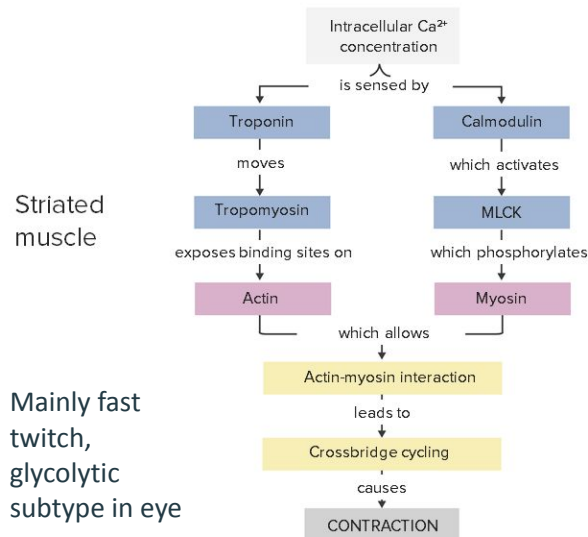 Intracellular Ca²⁺
concentration
is sensed by
Troponin
Calmodulin
moves
which activates
Striated
muscle
Tropomyosin
MLCK
exposes binding sites on
which phosphorylates
Actin
Myosin
which allows
Actin-myosin interaction
Mainly fast
twitch,
glycolytic
subtype in eye
leads to
Crossbridge cycling
causes
CONTRACTION